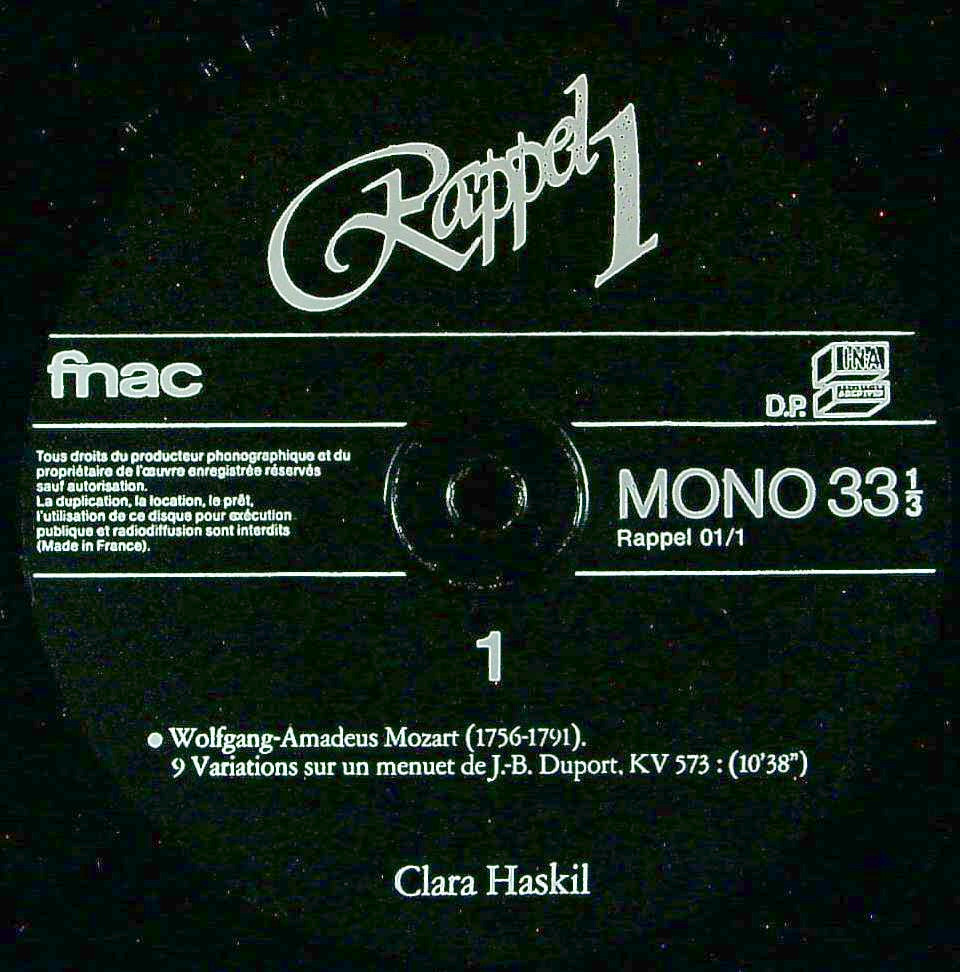 Rappel 1
fnac
INA
D.P.
Tous droits du producteur phonographique et du
propriétaire de l'œuvre enregistrée réservés
sauf autorisation.
La duplication, la location, le prêt,
l'utilisation de ce disque pour exécution
publique et radiodiffusion sont interdits
(Made in France).
MONO 33 1/3
Rappel 01/1
1
• Wolfgang-Amadeus Mozart (1756-1791).
9 Variations sur un menuet de J.-B. Duport, KV 573 : (10'38")
Clara Haskil